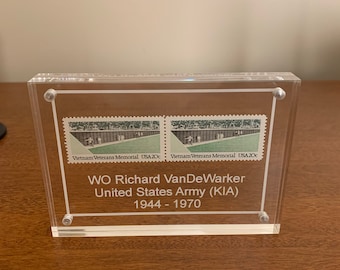 Vietnam Veterans Memorial USA 20c Vietnam Veterans Memorial USA 20c
WO Richard VanDeWarker
United States Army (KIA)
1944 - 1970